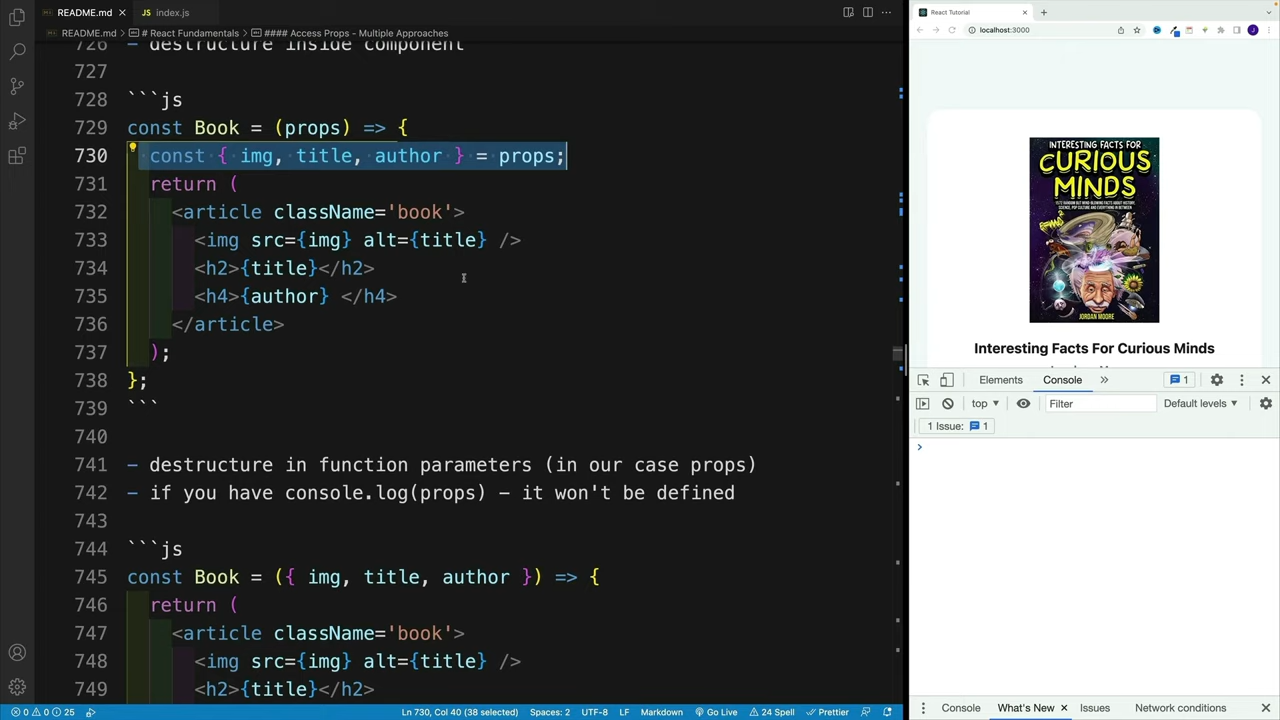 README.md
index.js
README.md > # React Fundamentals > #### Access Props - Multiple Approaches
726 - destructure inside component
727
728 ```js
729 const Book = (props) => {
730 const { img, title, author } = props;
731 return (
732 <article className='book'>
733 <img src={img} alt={title} />
734 <h2>{title}</h2>
735 <h4>{author} </h4>
736 </article>
737 );
738 };
739 ```
740
741 - destructure in function parameters (in our case props)
742 - if you have console.log(props) - it won't be defined
743
744 ```js
745 const Book = ({ img, title, author }) => {
746 return (
747 <article className='book'>
748 <img src={img} alt={title} />
749 <h2>{title}</h2>
0 0 25
Ln 730, Col 40 (38 selected)
Spaces: 2
UTF-8
LF
Markdown
Go Live
24 Spell
Prettier
React Tutorial
localhost:3000
J
INTERESTING FACTS FOR
CURIOUS
MINDS
JORDAN MOORE
Interesting Facts For Curious Minds
Elements
Console
1
top
Filter
Default levels
1 Issue: 1
Console
What's New
Issues
Network conditions